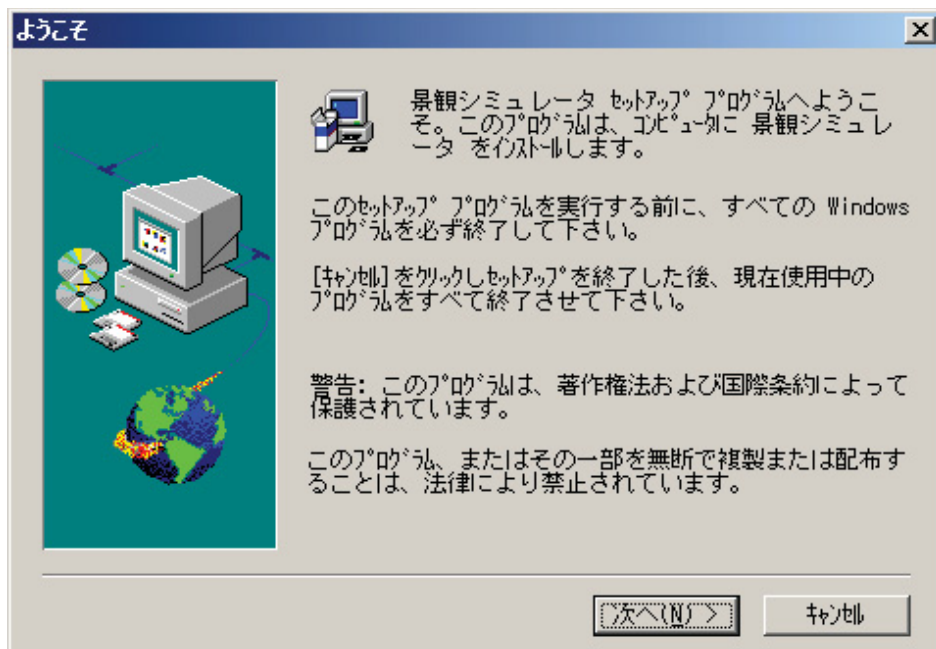 ようこそ
景観シミュレータ ｾｯﾄｱｯﾌﾟ ﾌﾟﾛｸﾞﾗﾑへようこ
そ。このﾌﾟﾛｸﾞﾗﾑは、ｺﾝﾋﾟｭｰﾀに 景観シミュレ
ータ をｲﾝｽﾄｰﾙします。
このｾｯﾄｱｯﾌﾟ ﾌﾟﾛｸﾞﾗﾑを実行する前に、すべての Windows
ﾌﾟﾛｸﾞﾗﾑを必ず終了して下さい。
[ｷｬﾝｾﾙ]をｸﾘｯｸしｾｯﾄｱｯﾌﾟを終了した後、現在使用中の
ﾌﾟﾛｸﾞﾗﾑをすべて終了させて下さい。
警告: このﾌﾟﾛｸﾞﾗﾑは、著作権法および国際条約によって
保護されています。
このﾌﾟﾛｸﾞﾗﾑ、またはその一部を無断で複製または配布す
ることは、法律により禁止されています。
次へ(N) > ｷｬﾝｾﾙ